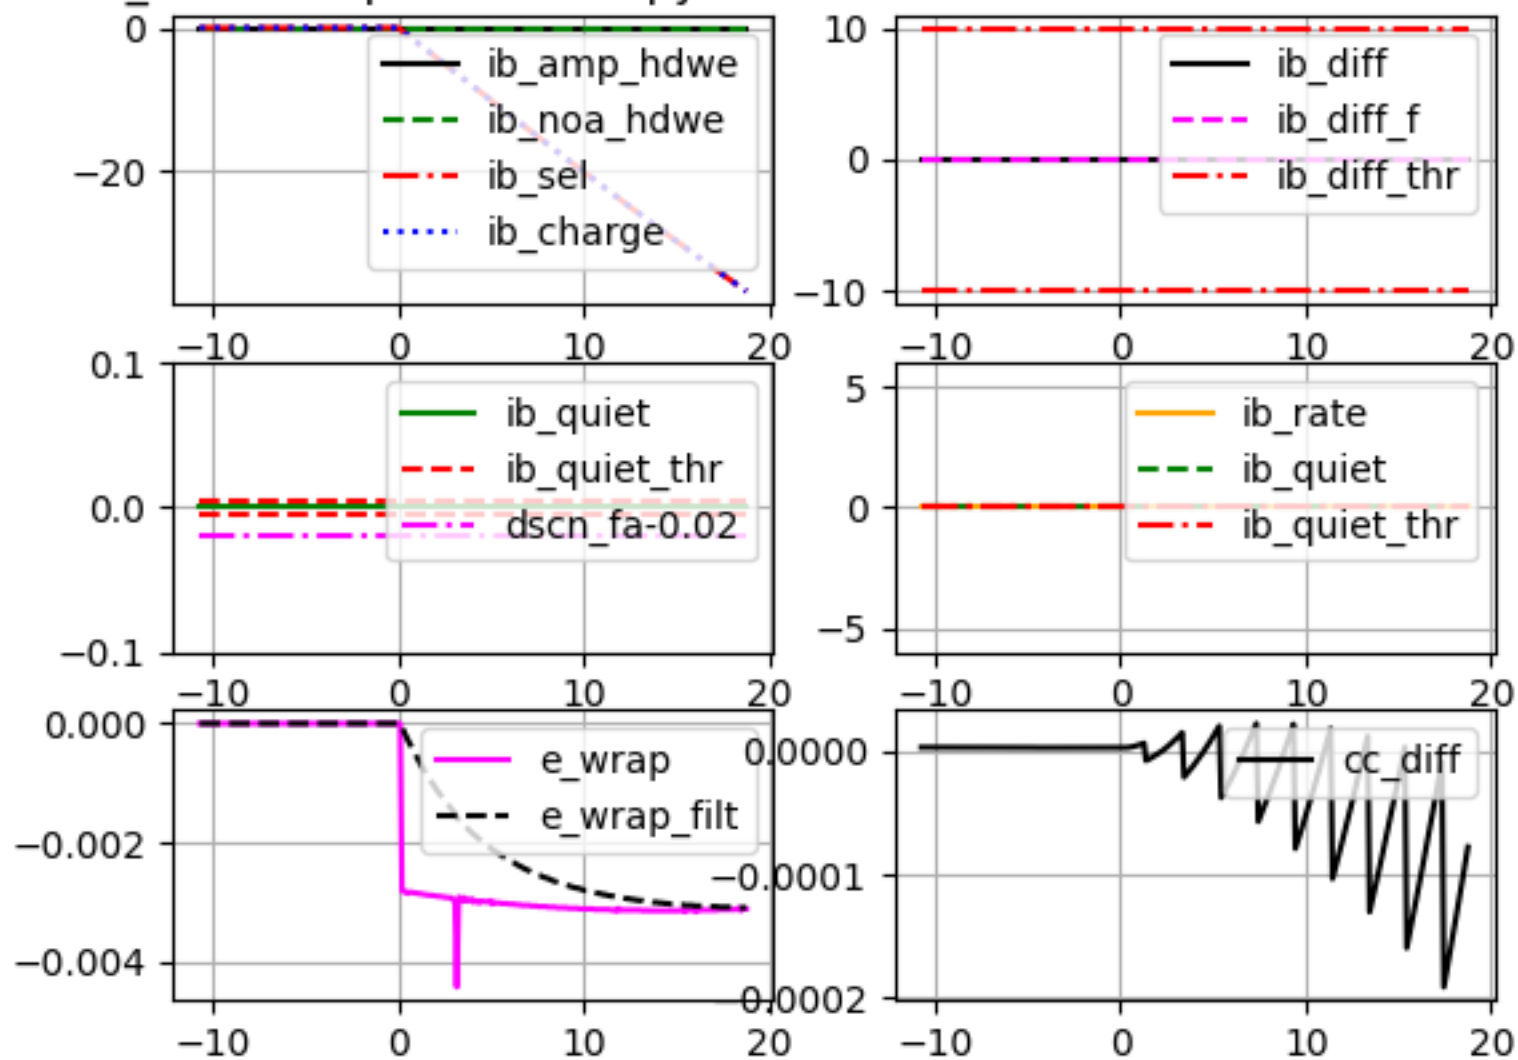 0
−20
ib_amp_hdwe
ib_noa_hdwe
ib_sel
ib_charge
−10 0 10 20
10
0
−10
ib_diff
ib_diff_f
ib_diff_thr
−10 0 10 20
0.1
0.0
−0.1
ib_quiet
ib_quiet_thr
dscn_fa-0.02
−10 0 10 20
5
0
−5
ib_rate
ib_quiet
ib_quiet_thr
−10 0 10 20
0.000
−0.002
−0.004
e_wrap
e_wrap_filt
−10 0 10 20
0.0000
−0.0001
0.0002
cc_diff
−10 0 10 20